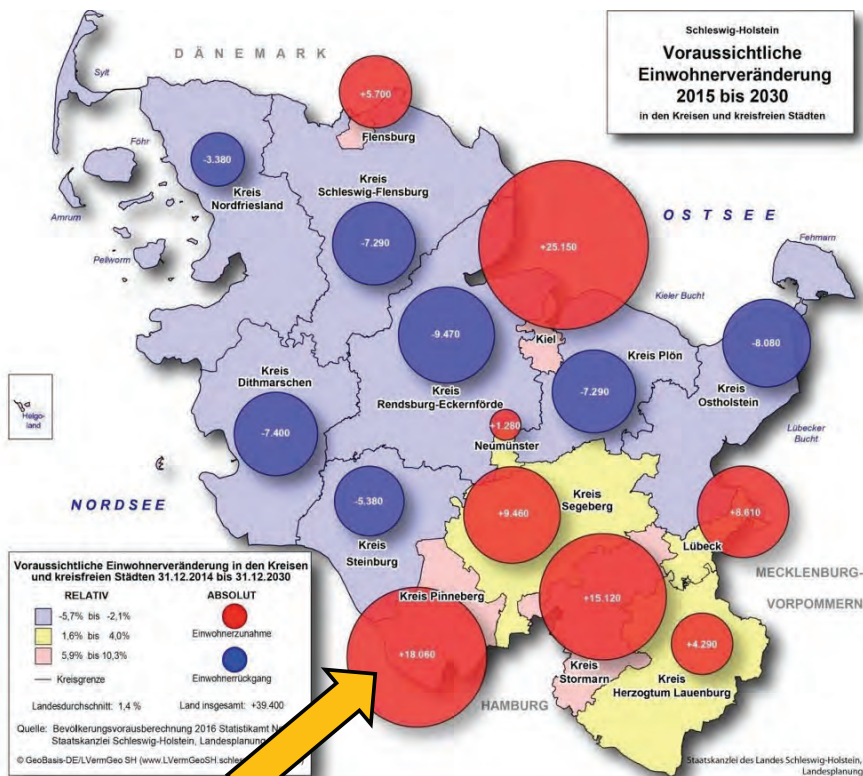 Schleswig-Holstein
Voraussichtliche
Einwohnerveränderung
2015 bis 2030
in den Kreisen und kreisfreien Städten
DÄNEMARK
Sylt
+5.700
Flensburg
Föhr
-3.380
Kreis
Nordfriesland
Kreis
Schleswig-Flensburg
Amrum
-7.290
Pellworm
+25.150
OSTSEE
Fehmarn
Kieler Bucht
-9.470
Kiel
-8.080
Kreis Plön
Kreis
Dithmarschen
Kreis
Rendsburg-Eckernförde
-7.290
Kreis
Ostholstein
Helgo-
land
-7.400
+1.280
Neumünster
Lübecker
Bucht
NORDSEE
-5.380
Kreis
Steinburg
+9.460
Kreis
Segeberg
+8.610
Lübeck
MECKLENBURG-
VORPOMMERN
Kreis Pinneberg
+15.120
+18.060
+4.290
Kreis
Stormarn
Kreis
Herzogtum Lauenburg
HAMBURG
Voraussichtliche Einwohnerveränderung in den Kreisen
und kreisfreien Städten 31.12.2014 bis 31.12.2030
RELATIV
ABSOLUT
-5,7% bis -2,1%
1,6% bis 4,0%
5,9% bis 10,3%
Einwohnerzunahme
Kreisgrenze
Einwohnerrückgang
Landesdurchschnitt: 1,4 %
Land insgesamt: +39.400
Quelle: Bevölkerungsvorausberechnung 2016 Statistikamt
Staatskanzlei Schleswig-Holstein, Landesplanung
© GeoBasis-DE/LVermGeo SH
Staatskanzlei des Landes Schleswig-Holstein,
Landesplanung